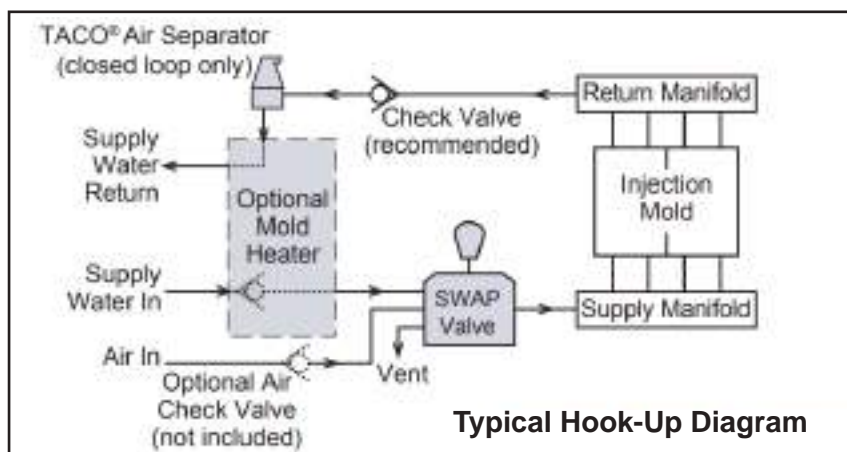 TACO® Air Separator
(closed loop only)
Check Valve
(recommended)
Return Manifold
Supply
Water
Return
Optional
Mold
Heater
Injection
Mold
Supply
Water In
SWAP
Valve
Supply Manifold
Air In
Vent
Optional Air
Check Valve
(not included)
Typical Hook-Up Diagram